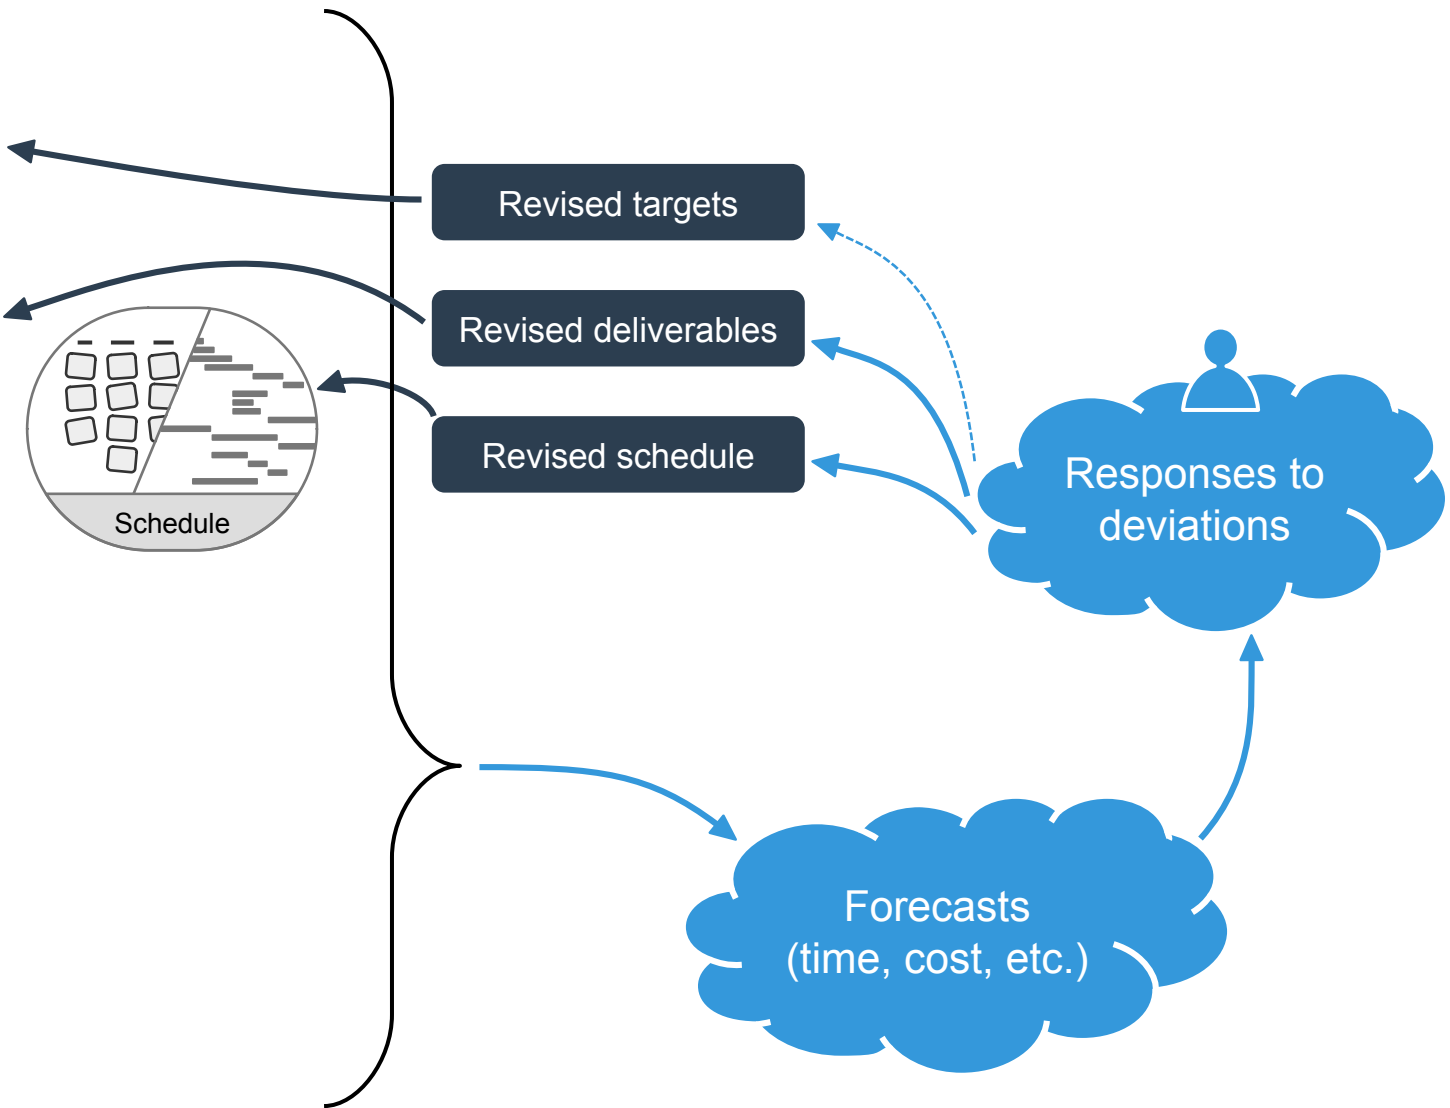 Revised targets
Revised deliverables
Revised schedule
Schedule
Responses to
deviations
Forecasts
(time, cost, etc.)